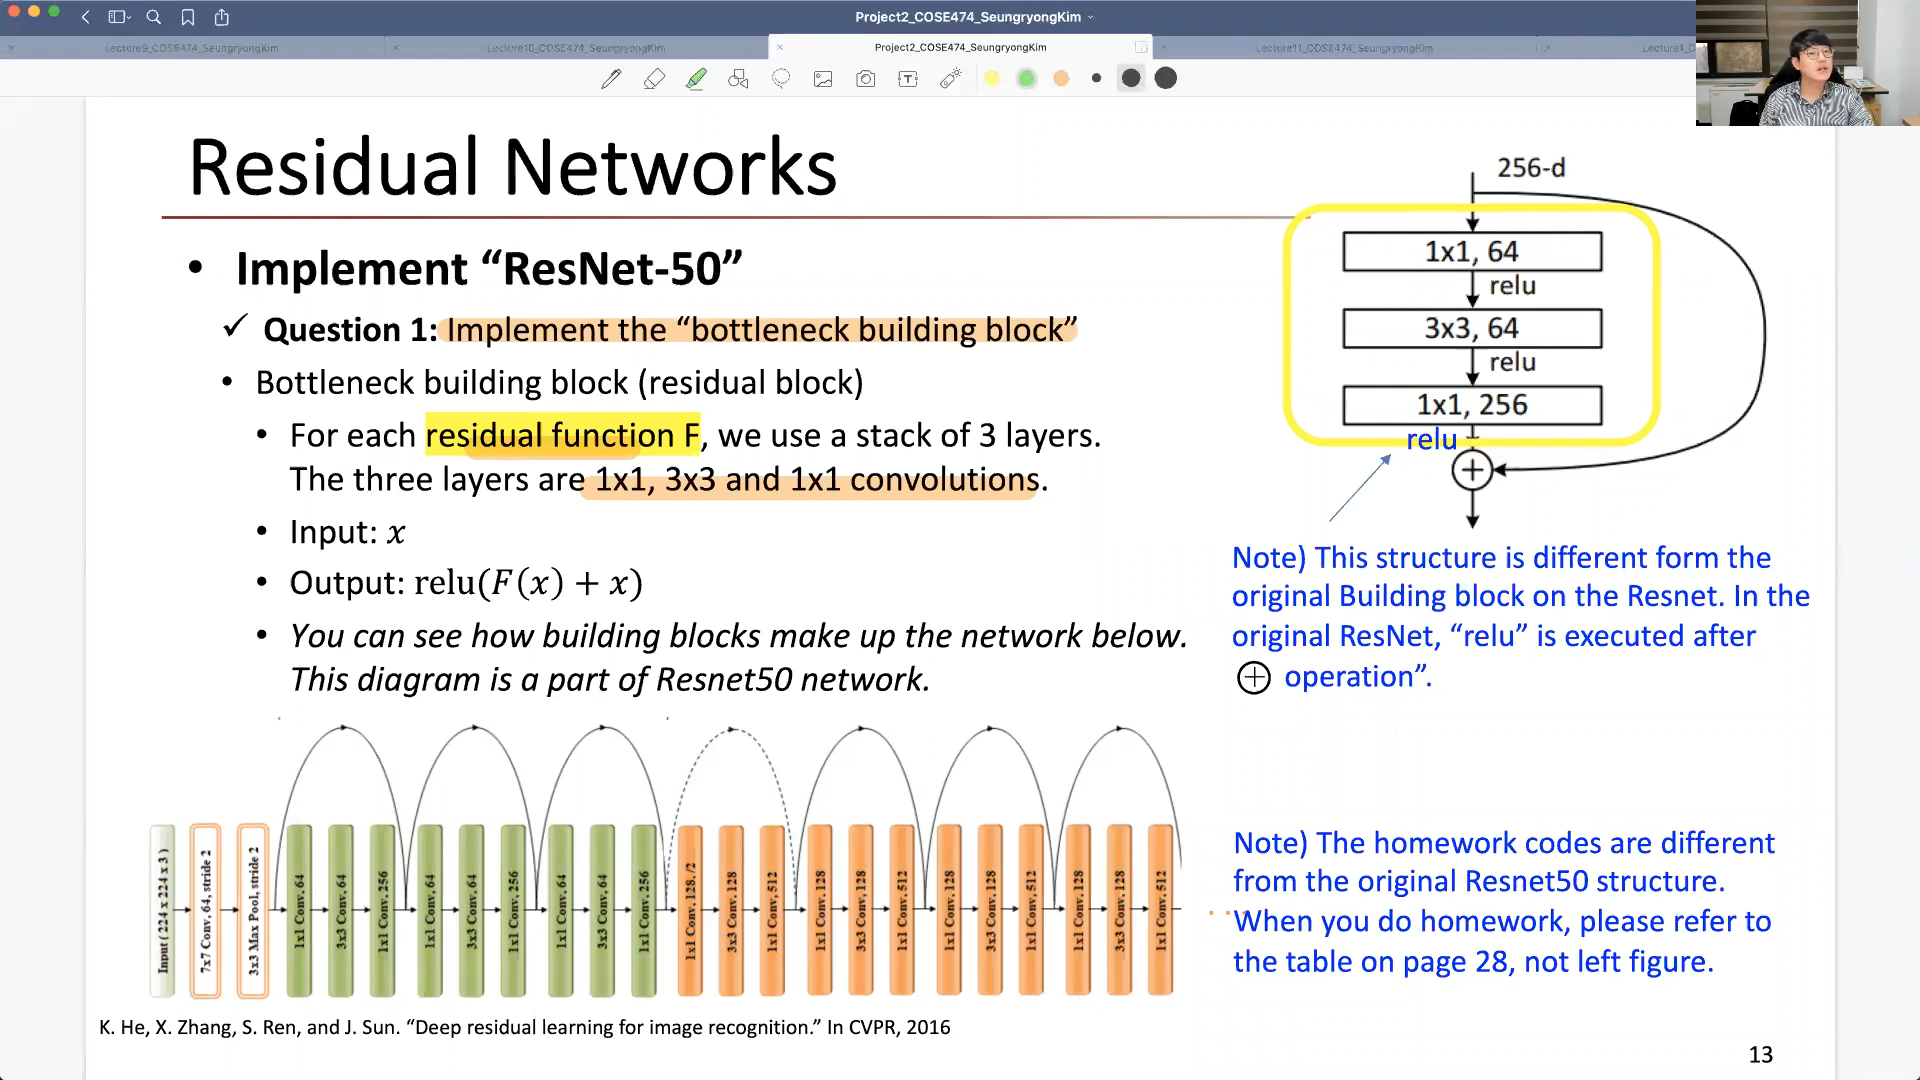 Project2_COSE474_SeungryongKim
Lecture9_COSE474_SeungryongKim
Lecture10_COSE474_SeungryongKim
Project2_COSE474_SeungryongKim
Lecture11_COSE474_SeungryongKim
Lecture1_C
Residual Networks
• Implement “ResNet-50”
✓ Question 1: Implement the “bottleneck building block”
• Bottleneck building block (residual block)
• For each residual function F, we use a stack of 3 layers.
The three layers are 1x1, 3x3 and 1x1 convolutions.
• Input: x
• Output: relu(F(x) + x)
• You can see how building blocks make up the network below.
This diagram is a part of Resnet50 network.
256-d
1x1, 64
relu
3x3, 64
relu
1x1, 256
relu
Note) This structure is different form the
original Building block on the Resnet. In the
original ResNet, “relu” is executed after
⊕ operation”.
Input ( 224 x 224 x 3 )
7x7 Conv, 64, stride 2
3x3 Max Pool, stride 2
1x1 Conv, 64
3x3 Conv, 64
1x1 Conv, 256
1x1 Conv, 64
3x3 Conv, 64
1x1 Conv, 256
1x1 Conv, 64
3x3 Conv, 64
1x1 Conv, 256
1x1 Conv, 128, /2
3x3 Conv, 128
1x1 Conv, 512
1x1 Conv, 128
3x3 Conv, 128
1x1 Conv, 512
1x1 Conv, 128
3x3 Conv, 128
1x1 Conv, 512
1x1 Conv, 128
3x3 Conv, 128
1x1 Conv, 512
Note) The homework codes are different
from the original Resnet50 structure.
When you do homework, please refer to
the table on page 28, not left figure.
K. He, X. Zhang, S. Ren, and J. Sun. “Deep residual learning for image recognition.” In CVPR, 2016
13